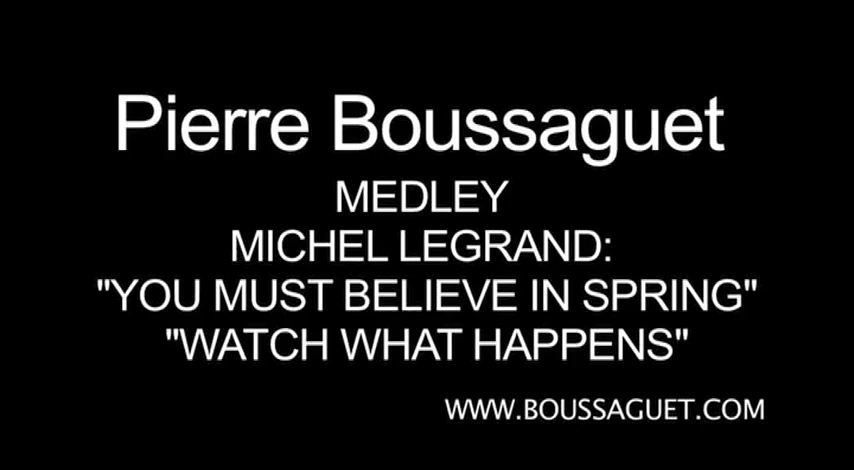 Pierre Boussaguet
MEDLEY
MICHEL LEGRAND:
"YOU MUST BELIEVE IN SPRING"
"WATCH WHAT HAPPENS"
WWW.BOUSSAGUET.COM